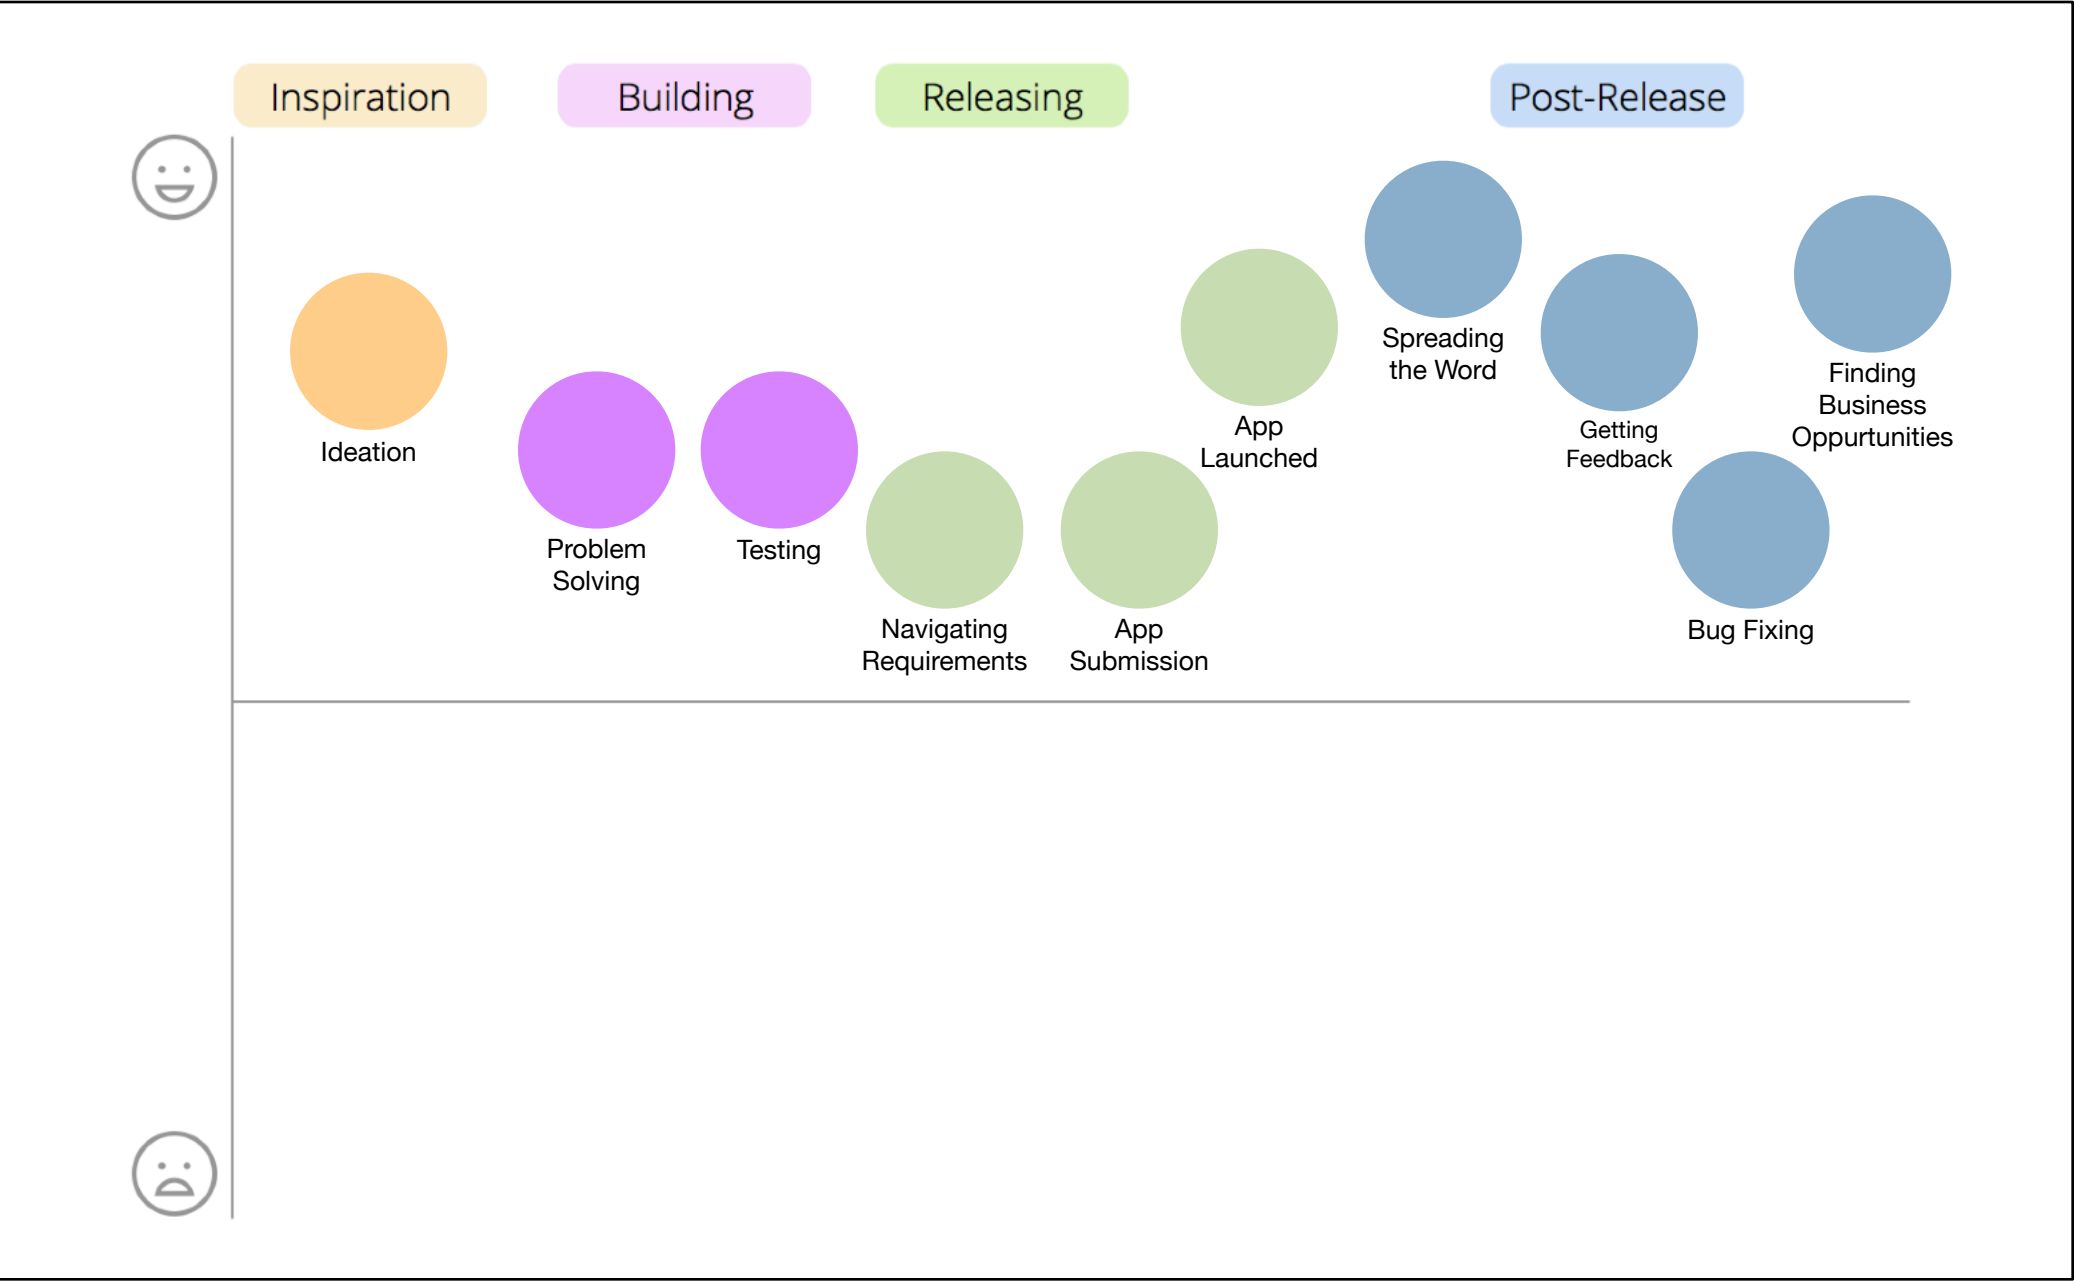 Inspiration
Building
Releasing
Post-Release
Ideation
Problem
Solving
Testing
Navigating
Requirements
App
Submission
App
Launched
Spreading
the Word
Getting
Feedback
Bug Fixing
Finding
Business
Oppurtunities